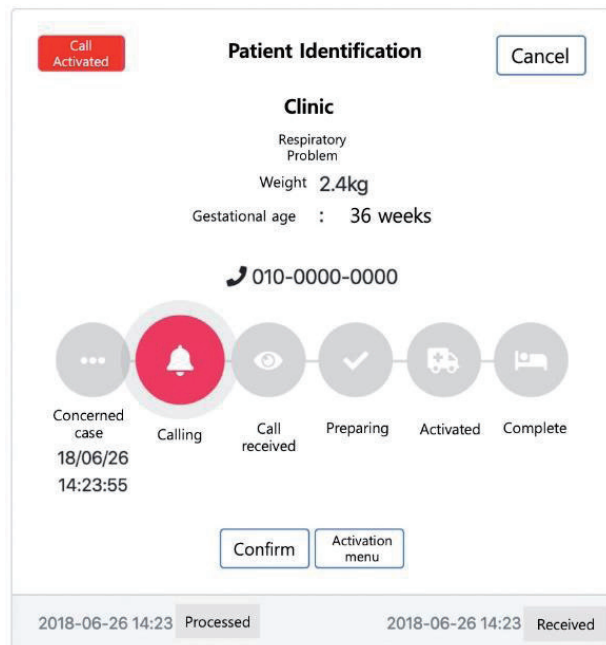 Call
Activated
Patient Identification
Cancel
Clinic
Respiratory
Problem
Weight 2.4kg
Gestational age : 36 weeks
010-0000-0000
Concerned
case
18/06/26
14:23:55
Calling
Call
received
Preparing
Activated
Complete
Confirm
Activation
menu
2018-06-26 14:23 Processed
2018-06-26 14:23 Received